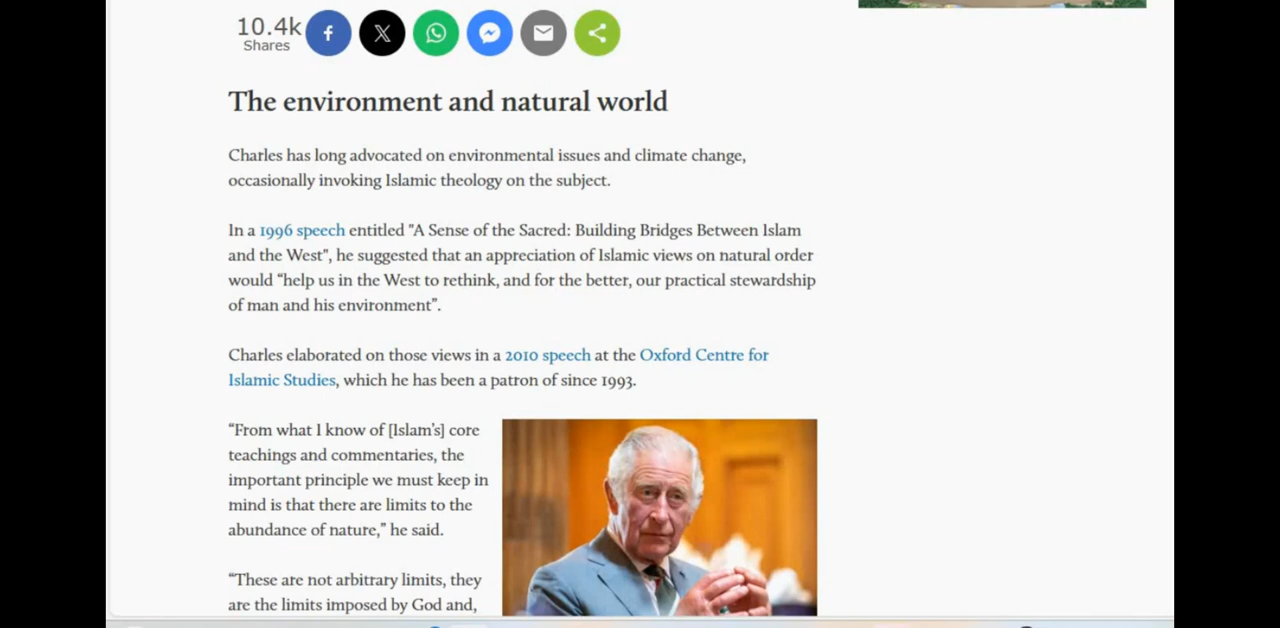 10.4k
Shares
The environment and natural world
Charles has long advocated on environmental issues and climate change,
occasionally invoking Islamic theology on the subject.
In a 1996 speech entitled "A Sense of the Sacred: Building Bridges Between Islam
and the West", he suggested that an appreciation of Islamic views on natural order
would “help us in the West to rethink, and for the better, our practical stewardship
of man and his environment”.
Charles elaborated on those views in a 2010 speech at the Oxford Centre for
Islamic Studies, which he has been a patron of since 1993.
“From what I know of [Islam’s] core
teachings and commentaries, the
important principle we must keep in
mind is that there are limits to the
abundance of nature,” he said.
“These are not arbitrary limits, they
are the limits imposed by God and,